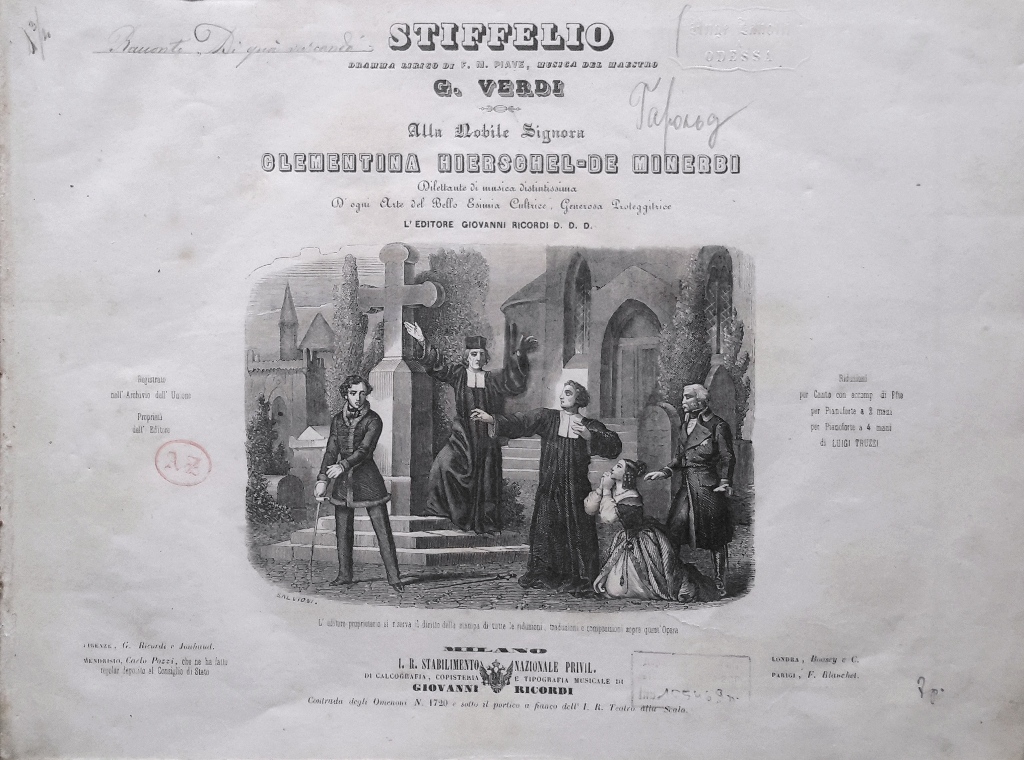 STIFFELIO
DRAMMA LIRICO DI F. M. PIAVE, MUSICA DEL MAESTRO
G. VERDI
Alla Nobile Signora
CLEMENTINA HIERSCHEL-DE MINERBI
Dilettante di musica distintissima
D'ogni Arte del Bello Esimia Cultrice, Generosa Proteggitrice
L'EDITORE GIOVANNI RICORDI D. D. D.
ODESSA
Гарольд
Registrato
nell'Archivio dell'Unione
Proprietà
dell'Editore
AZ
Riduzioni
per Canto con accomp. di Pfte
per Pianoforte a 2 mani
per Pianoforte a 4 mani
di LUIGI TRUZZI
SALVIONI.
L'editore proprietario si riserva il diritto della stampa di tutte le riduzioni, traduzioni e composizioni sopra quest'Opera
FIRENZE, G. Ricordi e Jouhaud.
MENDRISIO, Carlo Pozzi, che ne ha fatto
regolar deposito al Consiglio di Stato
MILANO
I. R. STABILIMENTO NAZIONALE PRIVIL.
DI CALCOGRAFIA, COPISTERIA E TIPOGRAFIA MUSICALE DI
GIOVANNI RICORDI
Contrada degli Omenoni N. 1720 e sotto il portico a fianco dell'I. R. Teatro alla Scala.
LONDRA, Boosey e C.
PARIGI, F. Blanchet.